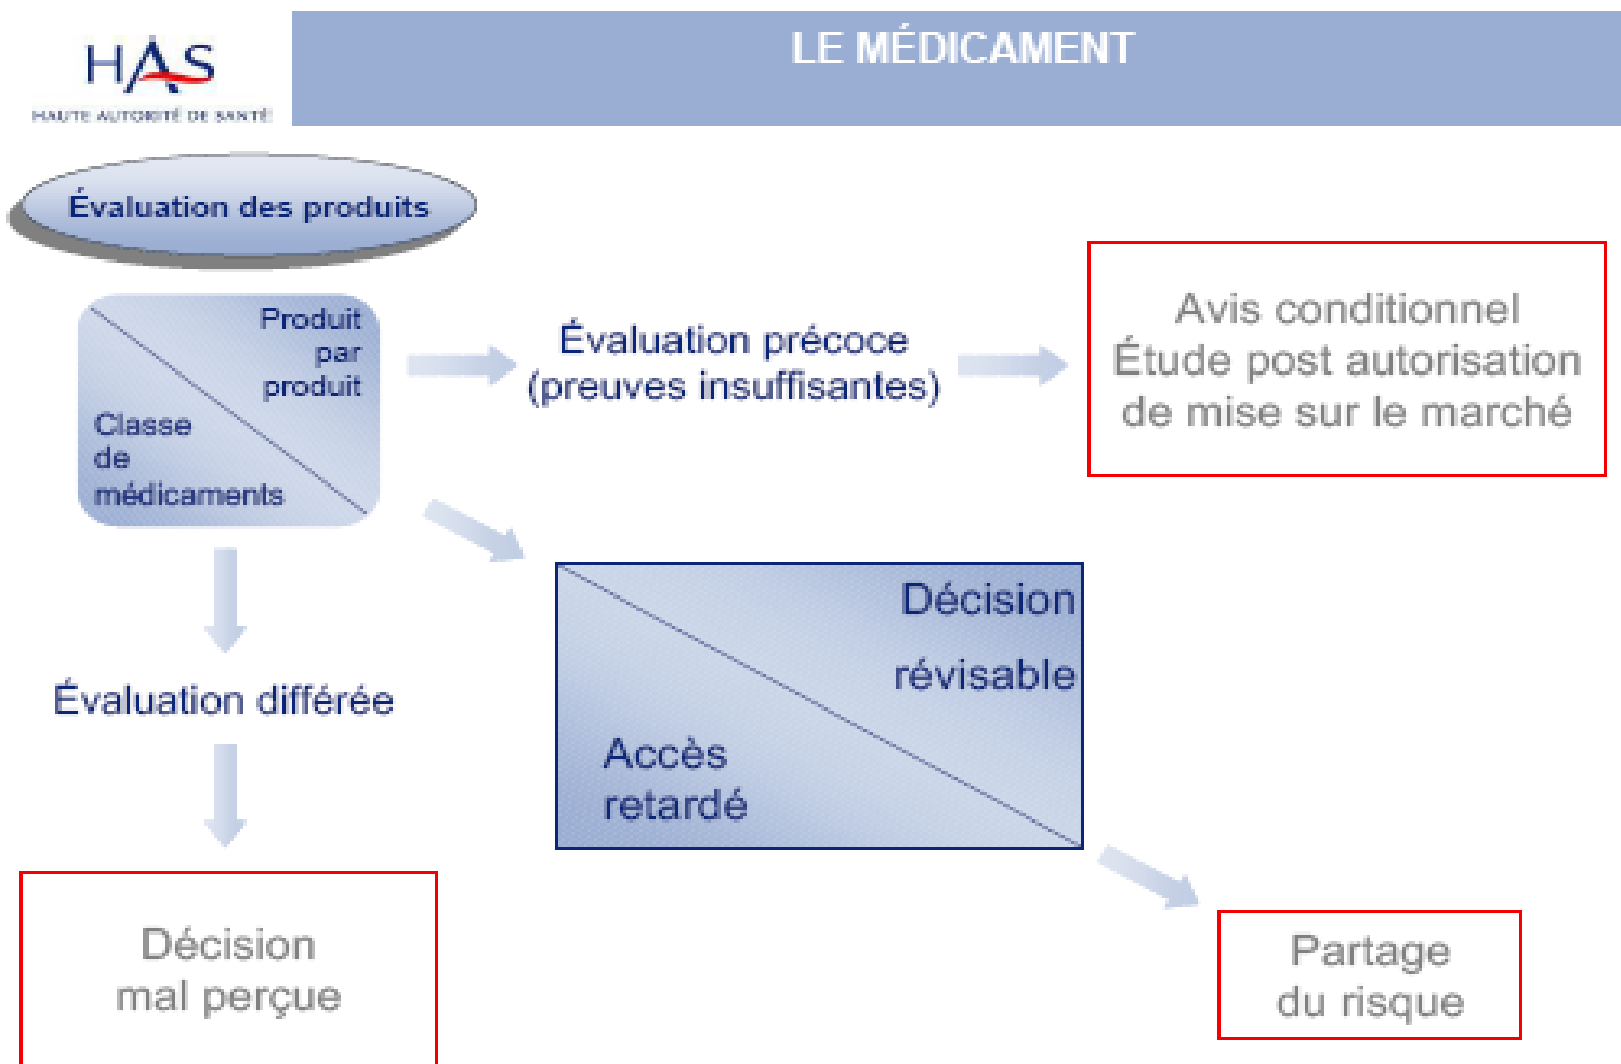 HAS
HAUTE AUTORITÉ DE SANTÉ
LE MÉDICAMENT
Évaluation des produits
Produit
par
produit
Classe
de
médicaments
Évaluation précoce
(preuves insuffisantes)
Avis conditionnel
Étude post autorisation
de mise sur le marché
Décision
révisable
Accès
retardé
Évaluation différée
Décision
mal perçue
Partage
du risque